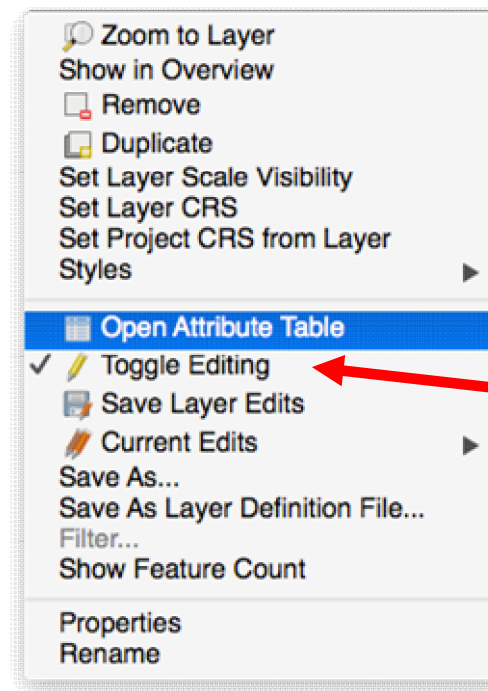 Zoom to Layer
Show in Overview
Remove
Duplicate
Set Layer Scale Visibility
Set Layer CRS
Set Project CRS from Layer
Styles
Open Attribute Table
Toggle Editing
Save Layer Edits
Current Edits
Save As...
Save As Layer Definition File...
Filter...
Show Feature Count
Properties
Rename